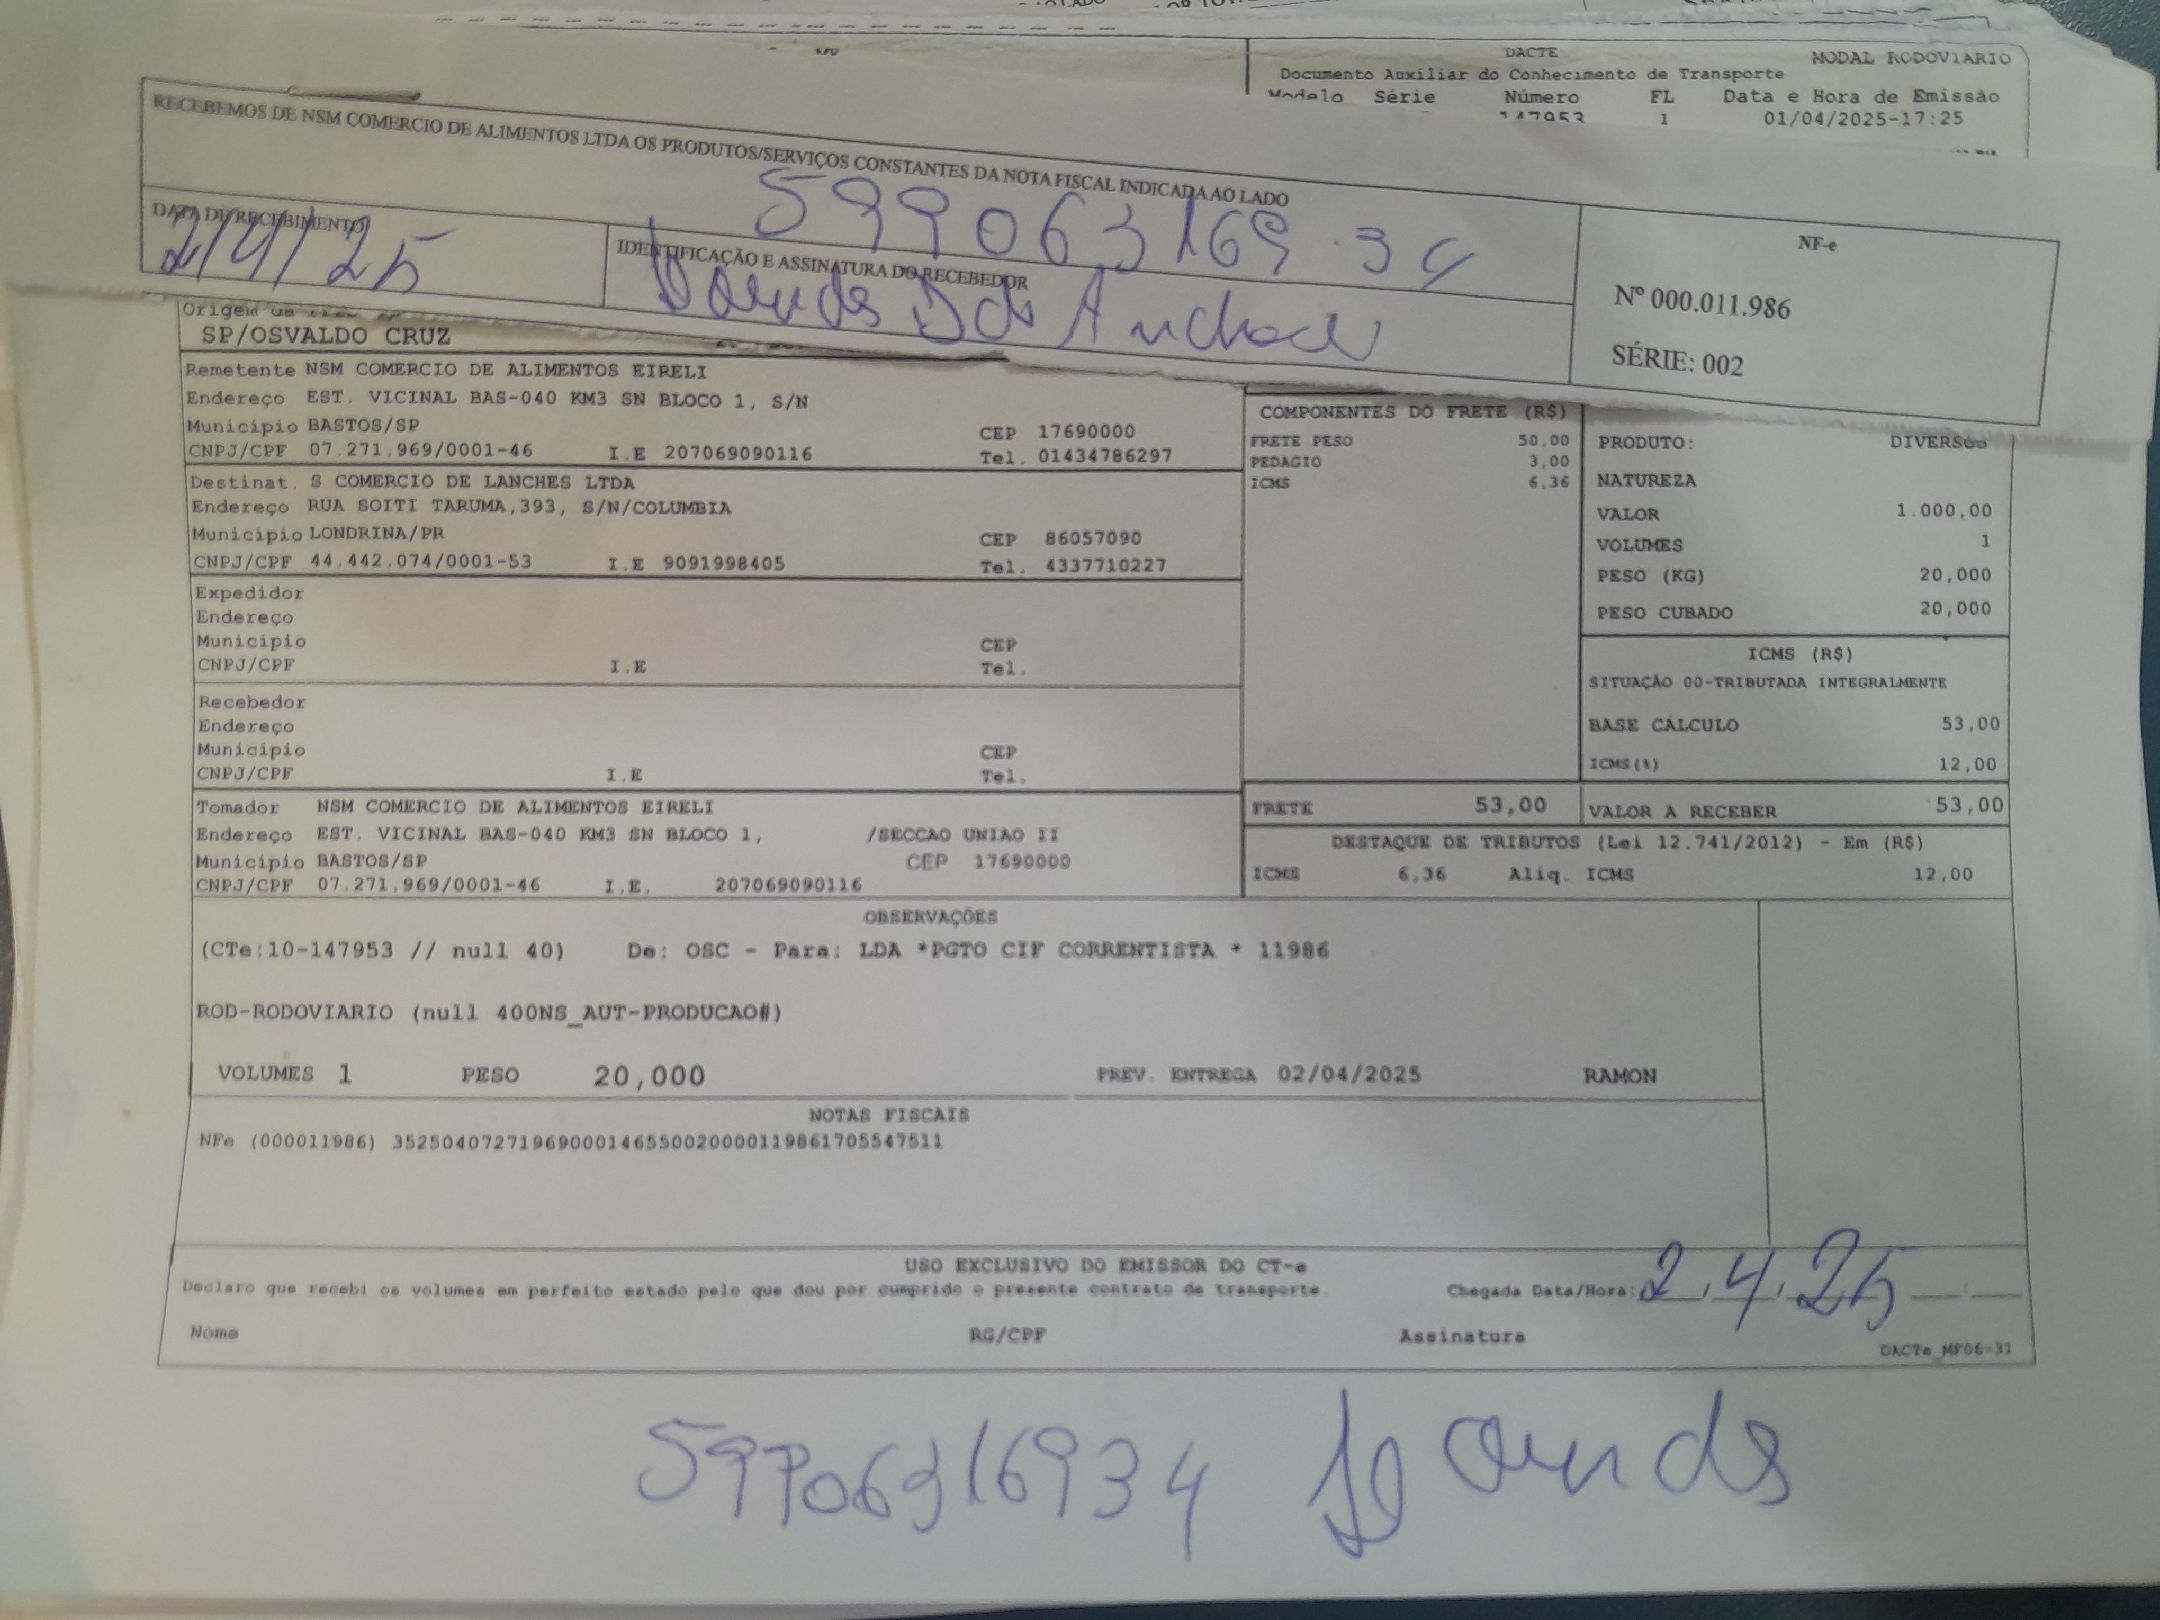 DACTE
MODAL RODOVIARIO
Documento Auxiliar do Conhecimento de Transporte
Modelo Série Número FL Data e Hora de Emissão
147953 1 01/04/2025-17:25
RECEBEMOS DE NSM COMERCIO DE ALIMENTOS LTDA OS PRODUTOS/SERVIÇOS CONSTANTES DA NOTA FISCAL INDICADA AO LADO
599063169.34
DATA DE RECEBIMENTO
2/4/25
IDENTIFICAÇÃO E ASSINATURA DO RECEBEDOR
NF-e
Nº 000.011.986
SÉRIE: 002
SP/OSVALDO CRUZ
Remetente NSM COMERCIO DE ALIMENTOS EIRELI
Endereço EST. VICINAL BAS-040 KM3 SN BLOCO 1, S/N
Município BASTOS/SP CEP 17690000
CNPJ/CPF 07.271.969/0001-46 I.E 207069090116 Tel. 01434786297
Destinat. S COMERCIO DE LANCHES LTDA
Endereço RUA SOITI TARUMA,393, S/N/COLUMBIA
Município LONDRINA/PR CEP 86057090
CNPJ/CPF 44.442.074/0001-53 I.E 9091998405 Tel. 4337710227
Expedidor
Endereço
Município CEP
CNPJ/CPF I.E Tel.
Recebedor
Endereço
Município CEP
CNPJ/CPF I.E Tel.
Tomador NSM COMERCIO DE ALIMENTOS EIRELI
Endereço EST. VICINAL BAS-040 KM3 SN BLOCO 1, /SECCAO UNIAO II
Município BASTOS/SP CEP 17690000
CNPJ/CPF 07.271.969/0001-46 I.E. 207069090116
COMPONENTES DO FRETE (R$)
FRETE PESO 50,00
PEDAGIO 3,00
ICMS 6,36
PRODUTO: DIVERSOS
NATUREZA
VALOR 1.000,00
VOLUMES 1
PESO (KG) 20,000
PESO CUBADO 20,000
ICMS (R$)
SITUAÇÃO 00-TRIBUTADA INTEGRALMENTE
BASE CÁLCULO 53,00
ICMS(%) 12,00
FRETE 53,00 VALOR A RECEBER 53,00
DESTAQUE DE TRIBUTOS (Lei 12.741/2012) - Em (R$)
ICMS 6,36 Aliq. ICMS 12,00
OBSERVAÇÕES
(CTe:10-147953 // null 40) De: OSC - Para: LDA *PGTO CIF CORRENTISTA * 11986
ROD-RODOVIARIO (null 400NS_AUT-PRODUCAO#)
VOLUMES 1 PESO 20,000 PREV. ENTREGA 02/04/2025 RAMON
NOTAS FISCAIS
NFe (000011986) 35250407271969000146550020000119861705547511
USO EXCLUSIVO DO EMISSOR DO CT-e
Declaro que recebi os volumes em perfeito estado pelo que dou por cumprido o presente contrato de transporte.
Chegada Data/Hora: 2/4/25
Nome RG/CPF Assinatura
DACTe_MF06-31
59906316934